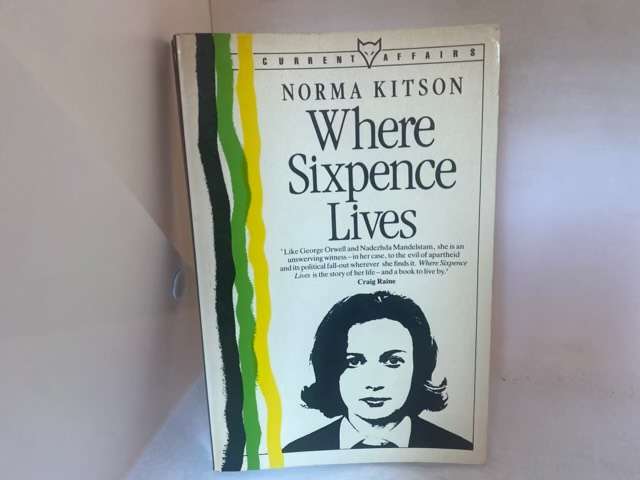 CURRENT AFFAIRS
NORMA KITSON
Where
Sixpence
Lives
'Like George Orwell and Nadezhda Mandelstam, she is an
unswerving witness – in her case, to the evil of apartheid
and its political fall-out wherever she finds it. Where Sixpence
Lives is the story of her life – and a book to live by.'
Craig Raine